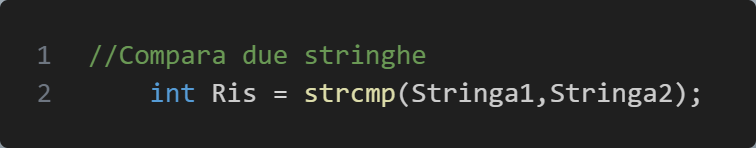 1 //Compara due stringhe
2 int Ris = strcmp(Stringa1,Stringa2);